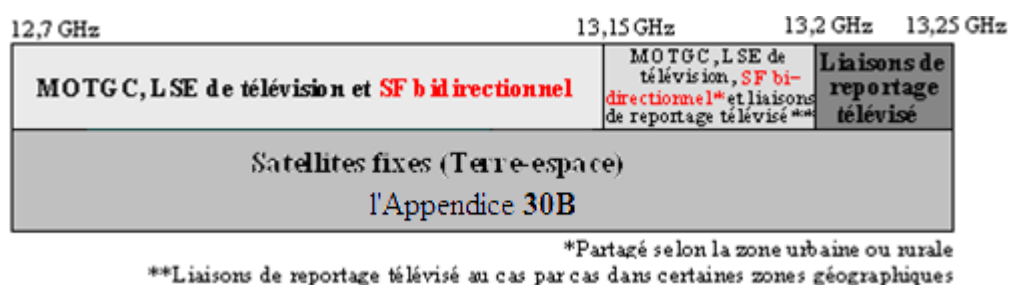 12,7 GHz 13,15 GHz 13,2 GHz 13,25 GHz
MOTGC, LSE de télévision et SF bidirectionnel
MOTGC, LSE de
télévision, SF bi-
directionnel* et liaisons
de reportage télévisé **
Liaisons de
reportage
télévisé
Satellites fixes (Terre-espace)
l'Appendice 30B
*Partagé selon la zone urbaine ou rurale
**Liaisons de reportage télévisé au cas par cas dans certaines zones géographiques